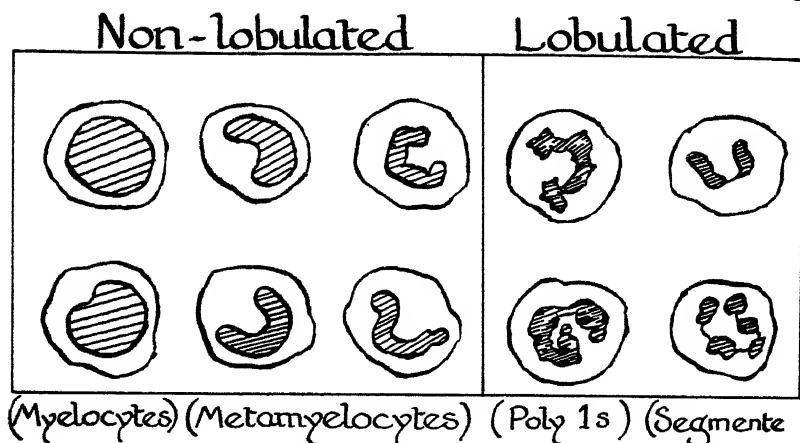 Non-lobulated Lobulated
(Myelocytes) (Metamyelocytes) (Poly 1s) (Segmente